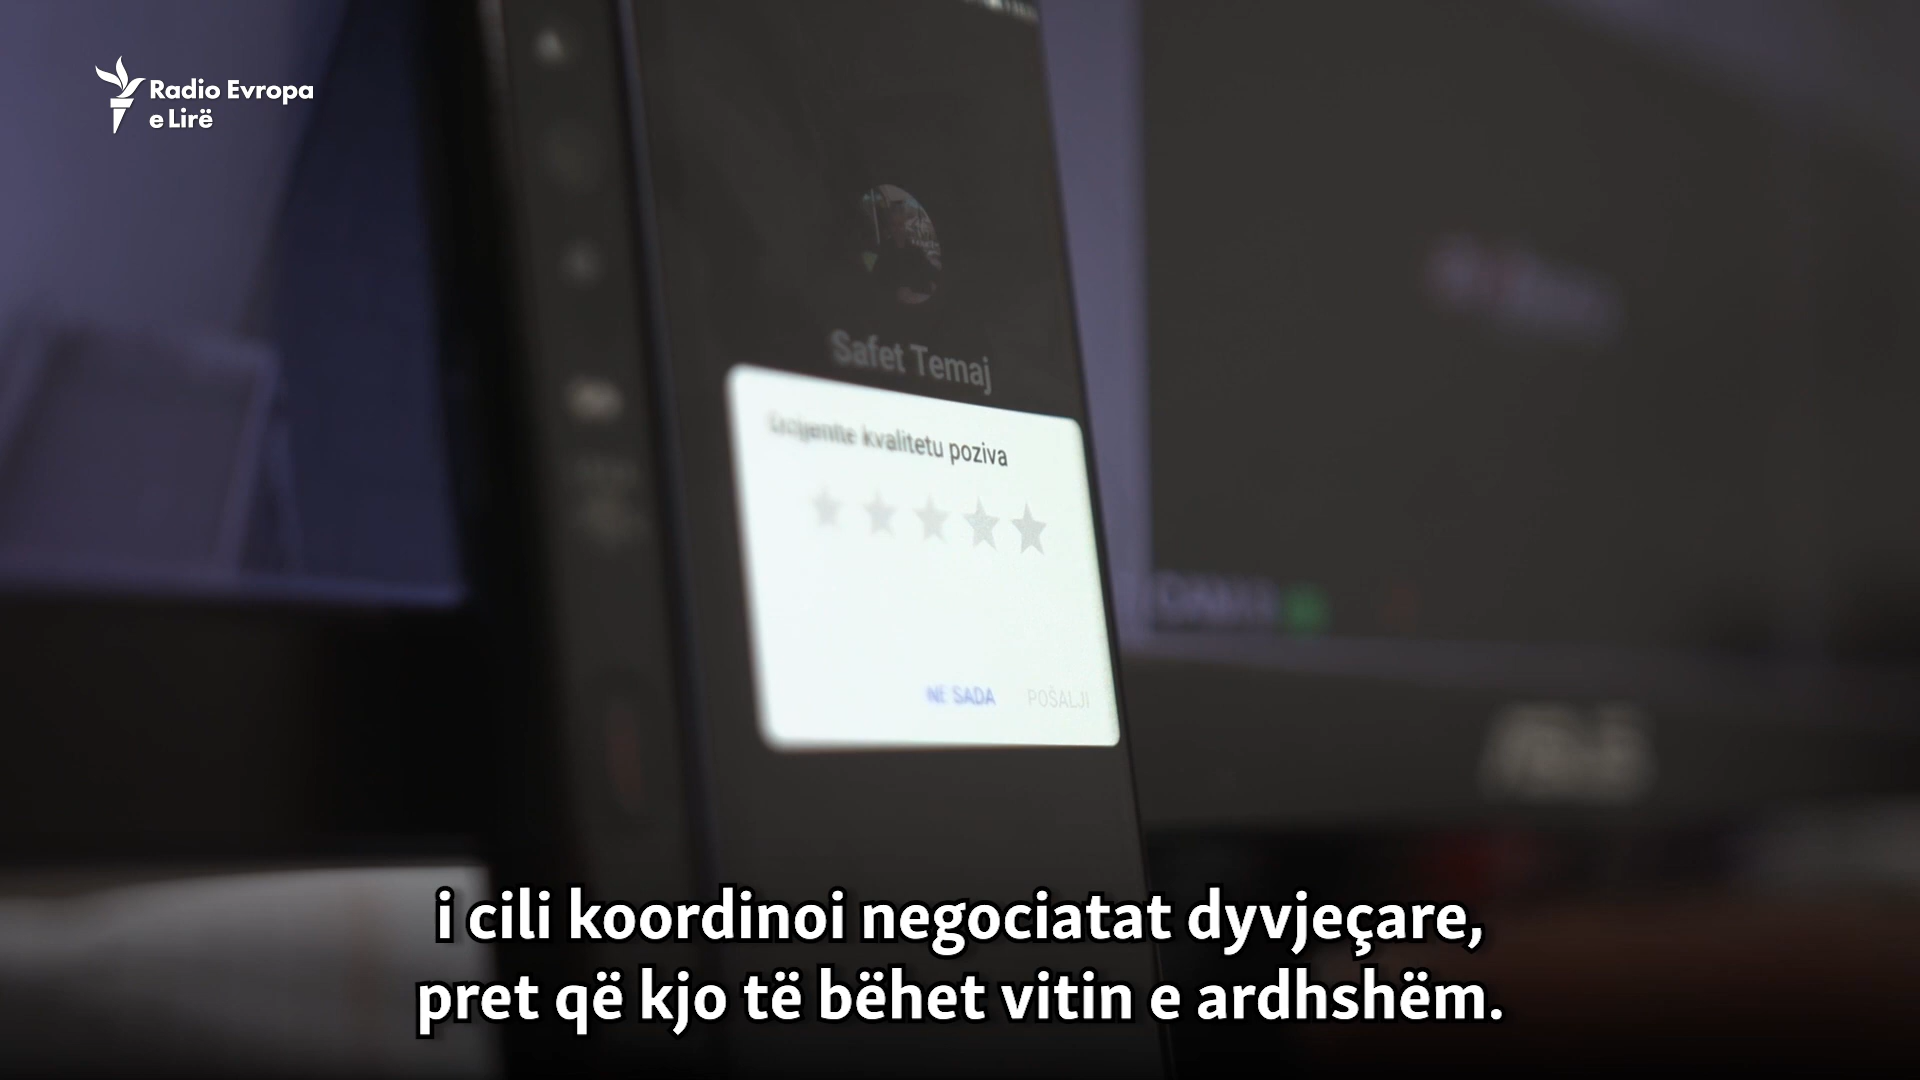 Radio Evropa
e Lirë
Safet Temaj
kvalitetu poziva
NE SADA POŠALJI
i cili koordinoi negociatat dyvjeçare,
pret që kjo të bëhet vitin e ardhshëm.